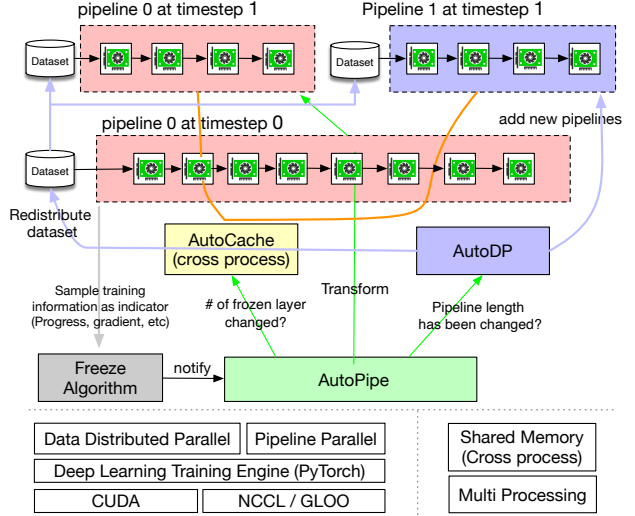 pipeline 0 at timestep 1
Pipeline 1 at timestep 1
Dataset
Dataset
add new pipelines
pipeline 0 at timestep 0
Dataset
Redistribute
dataset
AutoCache
(cross process)
AutoDP
Sample training
information as indicator
(Progress, gradient, etc)
# of frozen layer
changed?
Transform
Pipeline length
has been changed?
Freeze
Algorithm
notify
AutoPipe
Data Distributed Parallel
Pipeline Parallel
Deep Learning Training Engine (PyTorch)
CUDA
NCCL / GLOO
Shared Memory
(Cross process)
Multi Processing